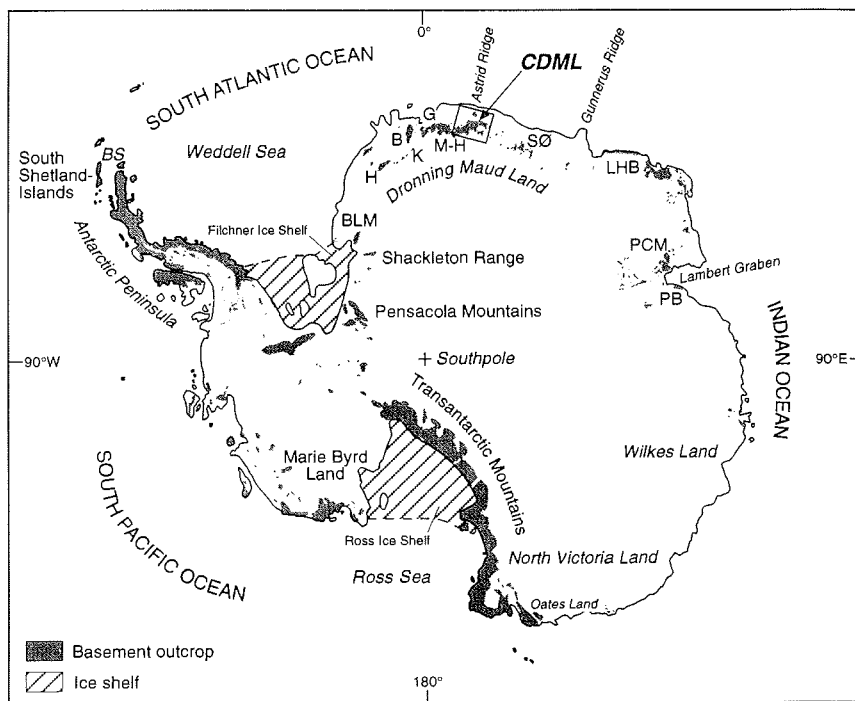 0°
SOUTH ATLANTIC OCEAN
Astrid Ridge
CDML
Gunnerus Ridge
G
B
M-H
SØ
K
H
LHB
Dronning Maud Land
BS
South
Shetland-
Islands
Weddell Sea
Antarctic Peninsula
Filchner Ice Shelf
BLM
Shackleton Range
PCM
Lambert Graben
PB
Pensacola Mountains
INDIAN OCEAN
90°W
Southpole
90°E
Transantarctic Mountains
Marie Byrd
Land
Wilkes Land
SOUTH PACIFIC OCEAN
Ross Ice Shelf
Ross Sea
North Victoria Land
Oates Land
Basement outcrop
Ice shelf
180°